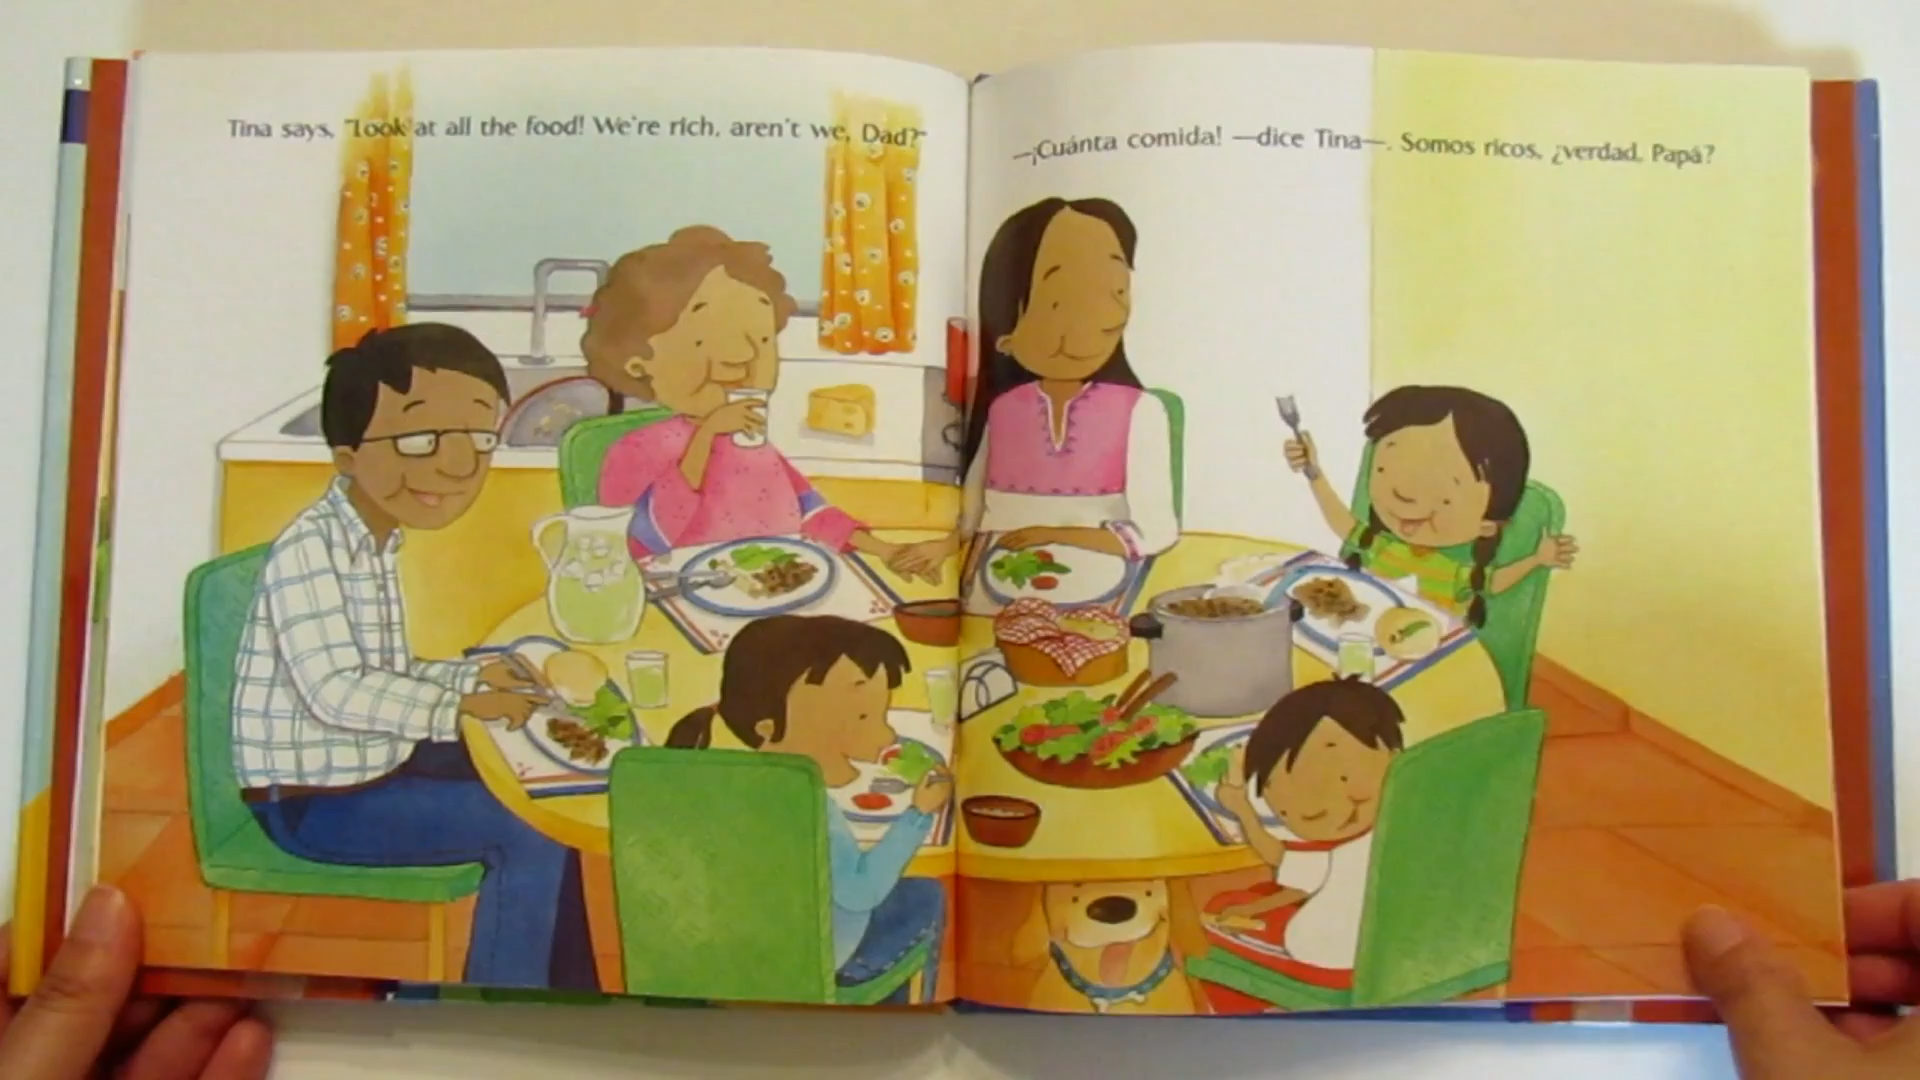 Tina says, "Look at all the food! We're rich, aren't we, Dad?"
—¡Cuánta comida! —dice Tina—. Somos ricos, ¿verdad, Papá?